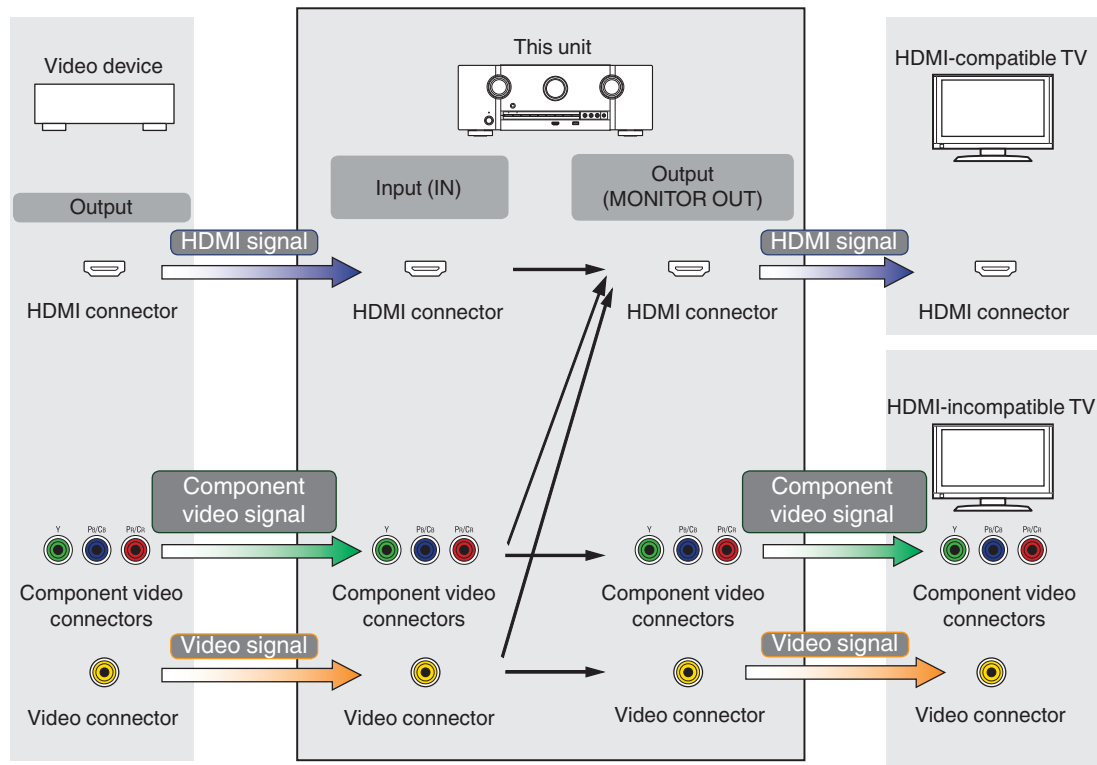 Video device
This unit
HDMI-compatible TV
Output
Input (IN)
Output
(MONITOR OUT)
HDMI signal
HDMI signal
HDMI connector
HDMI connector
HDMI connector
HDMI connector
HDMI-incompatible TV
Component
video signal
Component
video signal
Y PB/CB PR/CR
Y PB/CB PR/CR
Y PB/CB PR/CR
Y PB/CB PR/CR
Component video
connectors
Component video
connectors
Component video
connectors
Component video
connectors
Video signal
Video signal
Video connector
Video connector
Video connector
Video connector